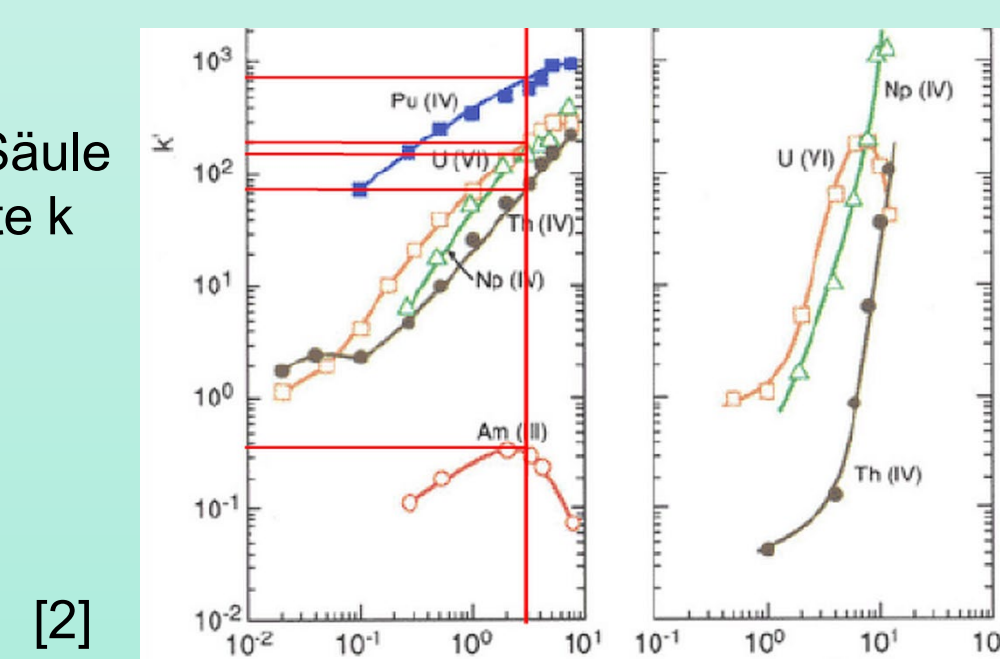 Säule
te k
[2]
k'
10³
10²
10¹
10⁰
10⁻¹
10⁻²
Pu (IV)
U (VI)
Th (IV)
Np (IV)
Am (III)
10⁻² 10⁻¹ 10⁰ 10¹
Np (IV)
U (VI)
Th (IV)
10⁻¹ 10⁰ 10¹ 10